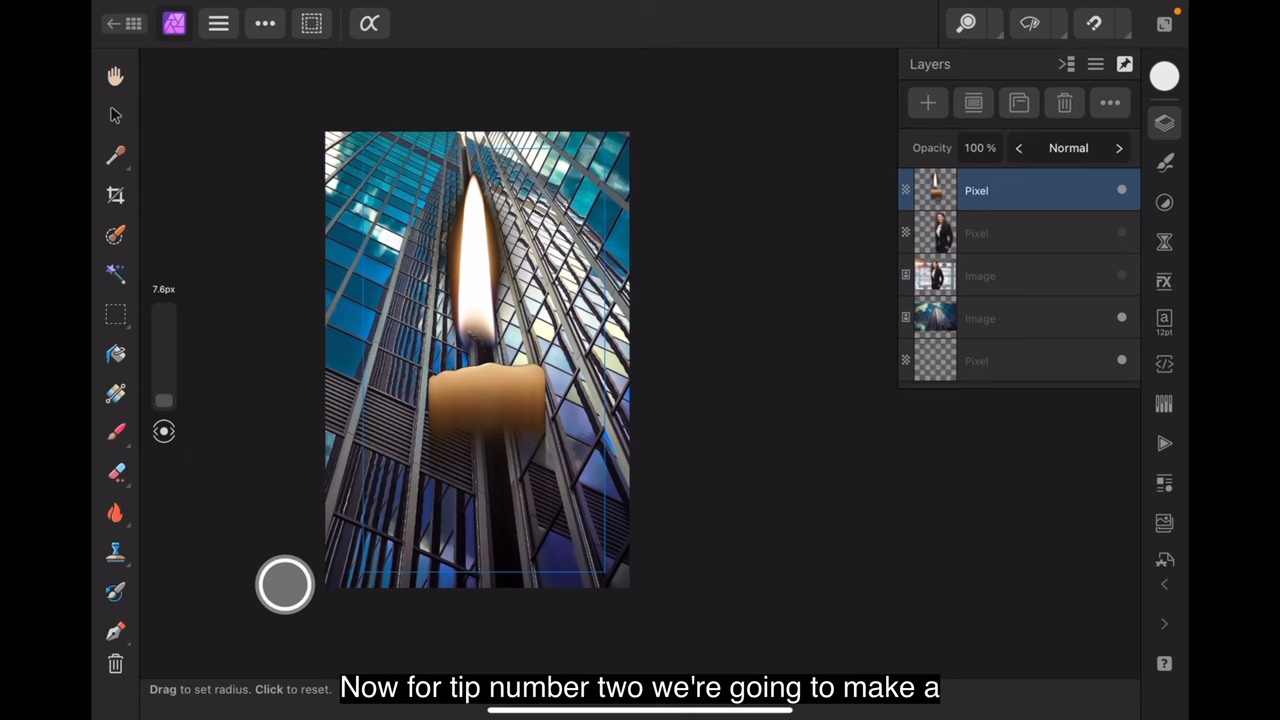 Layers
Opacity 100 % < Normal >
Pixel
Pixel
Image
Image
Pixel
7.6px
FX
a
12pt
?
Drag to set radius. Click to reset.
Now for tip number two we're going to make a